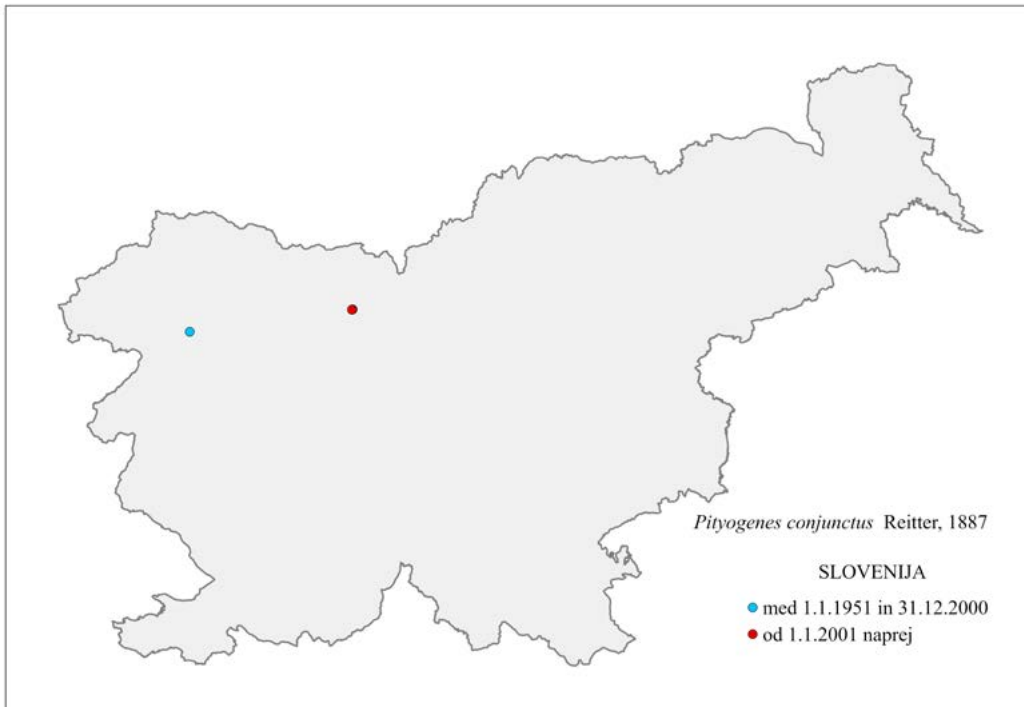 Pityogenes conjunctus Reitter, 1887
SLOVENIJA
med 1.1.1951 in 31.12.2000
od 1.1.2001 naprej